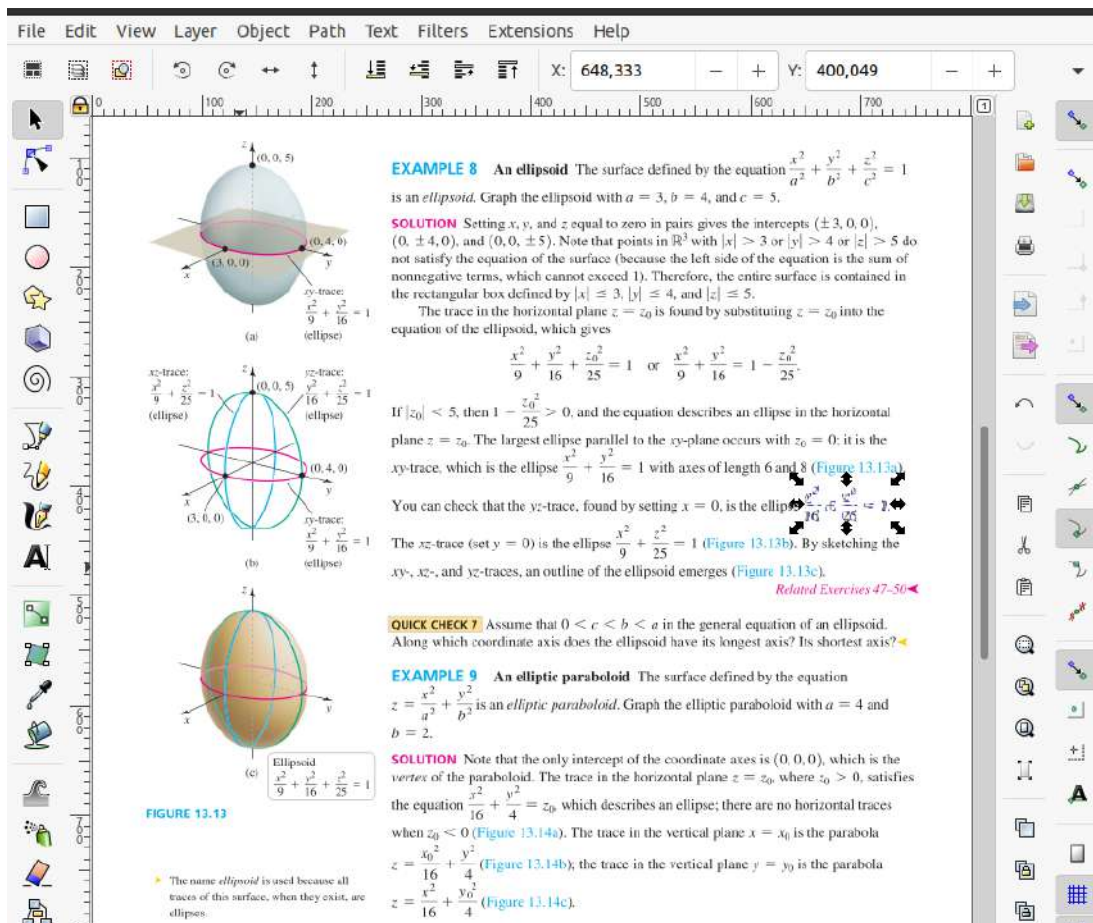 File Edit View Layer Object Path Text Filters Extensions Help
X: 648,333 − + Y: 400,049 − +
0 100 200 300 400 500 600 700
1
z
(0, 0, 5)
(0, 4, 0)
(3, 0, 0)
x
y
xy-trace:
x²/9 + y²/16 = 1
(ellipse)
(a)
xz-trace:
x²/9 + z²/25 = 1
(ellipse)
z
(0, 0, 5)
yz-trace:
y²/16 + z²/25 = 1
(ellipse)
(0, 4, 0)
x
y
(3, 0, 0)
xy-trace:
x²/9 + y²/16 = 1
(ellipse)
(b)
z
x
y
(c)
Ellipsoid
x²/9 + y²/16 + z²/25 = 1
FIGURE 13.13
The name ellipsoid is used because all
traces of this surface, when they exist, are
ellipses.
EXAMPLE 8 An ellipsoid The surface defined by the equation x²/a² + y²/b² + z²/c² = 1
is an ellipsoid. Graph the ellipsoid with a = 3, b = 4, and c = 5.
SOLUTION Setting x, y, and z equal to zero in pairs gives the intercepts (±3, 0, 0),
(0, ±4, 0), and (0, 0, ±5). Note that points in ℝ³ with |x| > 3 or |y| > 4 or |z| > 5 do
not satisfy the equation of the surface (because the left side of the equation is the sum of
nonnegative terms, which cannot exceed 1). Therefore, the entire surface is contained in
the rectangular box defined by |x| ≤ 3, |y| ≤ 4, and |z| ≤ 5.
The trace in the horizontal plane z = z₀ is found by substituting z = z₀ into the
equation of the ellipsoid, which gives
x²/9 + y²/16 + z₀²/25 = 1 or x²/9 + y²/16 = 1 − z₀²/25.
If |z₀| < 5, then 1 − z₀²/25 > 0, and the equation describes an ellipse in the horizontal
plane z = z₀. The largest ellipse parallel to the xy-plane occurs with z₀ = 0; it is the
xy-trace, which is the ellipse x²/9 + y²/16 = 1 with axes of length 6 and 8 (Figure 13.13a).
You can check that the yz-trace, found by setting x = 0, is the ellipse
The xz-trace (set y = 0) is the ellipse x²/9 + z²/25 = 1 (Figure 13.13b). By sketching the
xy-, xz-, and yz-traces, an outline of the ellipsoid emerges (Figure 13.13c).
Related Exercises 47–50
QUICK CHECK 7 Assume that 0 < c < b < a in the general equation of an ellipsoid.
Along which coordinate axis does the ellipsoid have its longest axis? Its shortest axis?
EXAMPLE 9 An elliptic paraboloid The surface defined by the equation
z = x²/a² + y²/b² is an elliptic paraboloid. Graph the elliptic paraboloid with a = 4 and
b = 2.
SOLUTION Note that the only intercept of the coordinate axes is (0, 0, 0), which is the
vertex of the paraboloid. The trace in the horizontal plane z = z₀, where z₀ > 0, satisfies
the equation x²/16 + y²/4 = z₀, which describes an ellipse; there are no horizontal traces
when z₀ < 0 (Figure 13.14a). The trace in the vertical plane x = x₀ is the parabola
z = x₀²/16 + y²/4 (Figure 13.14b); the trace in the vertical plane y = y₀ is the parabola
z = x²/16 + y₀²/4 (Figure 13.14c).